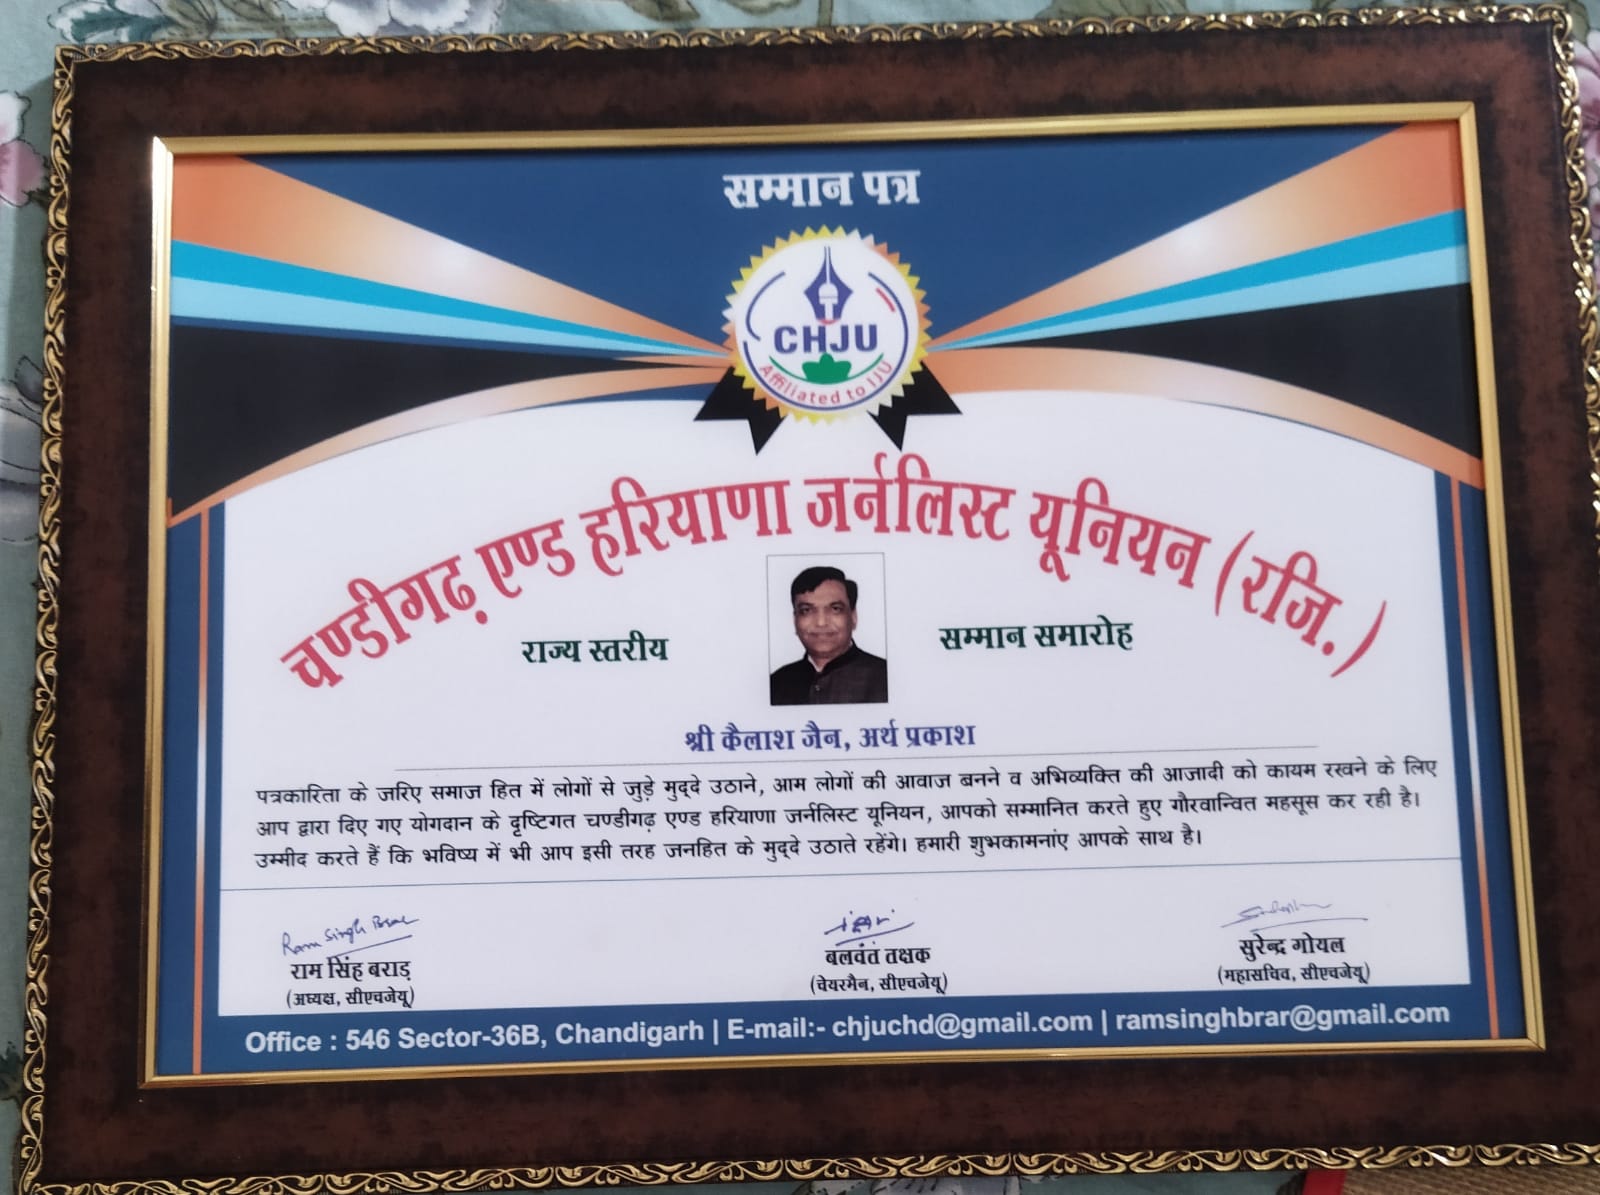 सम्मान पत्र
CHJU
Affiliated to IJU
चण्डीगढ़ एण्ड हरियाणा जर्नलिस्ट यूनियन (रजि.)
राज्य स्तरीय सम्मान समारोह
श्री कैलाश जैन, अर्थ प्रकाश
पत्रकारिता के जरिए समाज हित में लोगों से जुड़े मुद्दे उठाने, आम लोगों की आवाज बनने व अभिव्यक्ति की आजादी को कायम रखने के लिए
आप द्वारा दिए गए योगदान के दृष्टिगत चण्डीगढ़ एण्ड हरियाणा जर्नलिस्ट यूनियन, आपको सम्मानित करते हुए गौरवान्वित महसूस कर रही है।
उम्मीद करते हैं कि भविष्य में भी आप इसी तरह जनहित के मुद्दे उठाते रहेंगे। हमारी शुभकामनाएं आपके साथ है।
Ram Singh Brar
राम सिंह बराड़
(अध्यक्ष, सीएचजेयू)
बलवंत तक्षक
(चेयरमैन, सीएचजेयू)
सुरेन्द्र गोयल
(महासचिव, सीएचजेयू)
Office : 546 Sector-36B, Chandigarh | E-mail:- chjuchd@gmail.com | ramsinghbrar@gmail.com